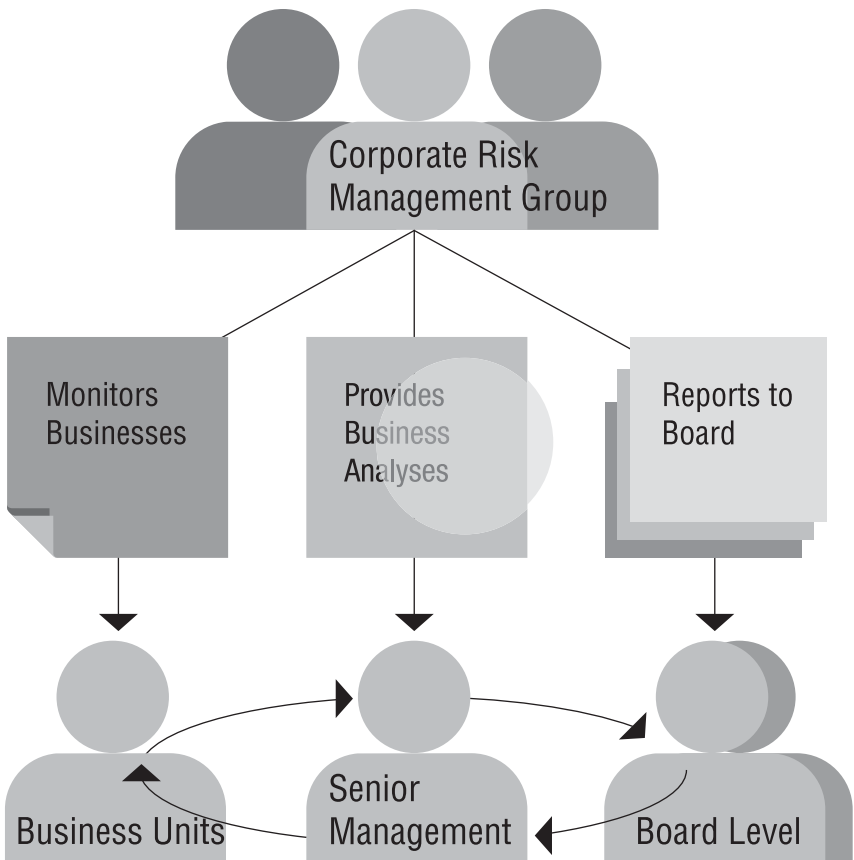 Corporate Risk
Management Group
Monitors
Businesses
Provides
Business
Analyses
Reports to
Board
Business Units
Senior
Management
Board Level